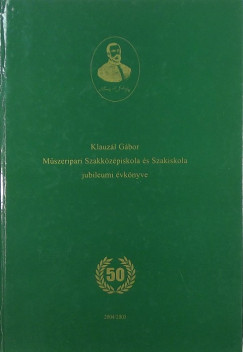 Klauzál Gábor
Műszeripari Szakközépiskola és Szakiskola
jubileumi évkönyve
50